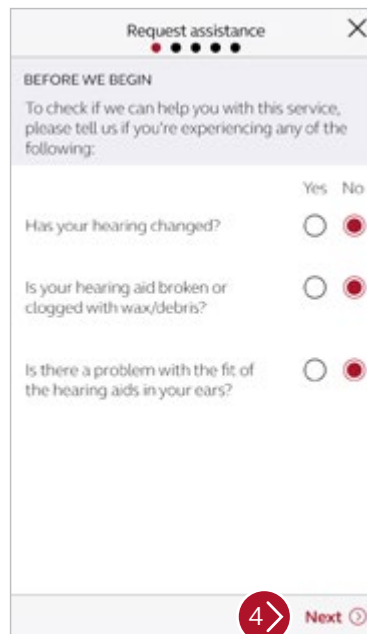 Request assistance
BEFORE WE BEGIN
To check if we can help you with this service,
please tell us if you're experiencing any of the
following:
Yes No
Has your hearing changed?
Is your hearing aid broken or
clogged with wax/debris?
Is there a problem with the fit of
the hearing aids in your ears?
4 Next